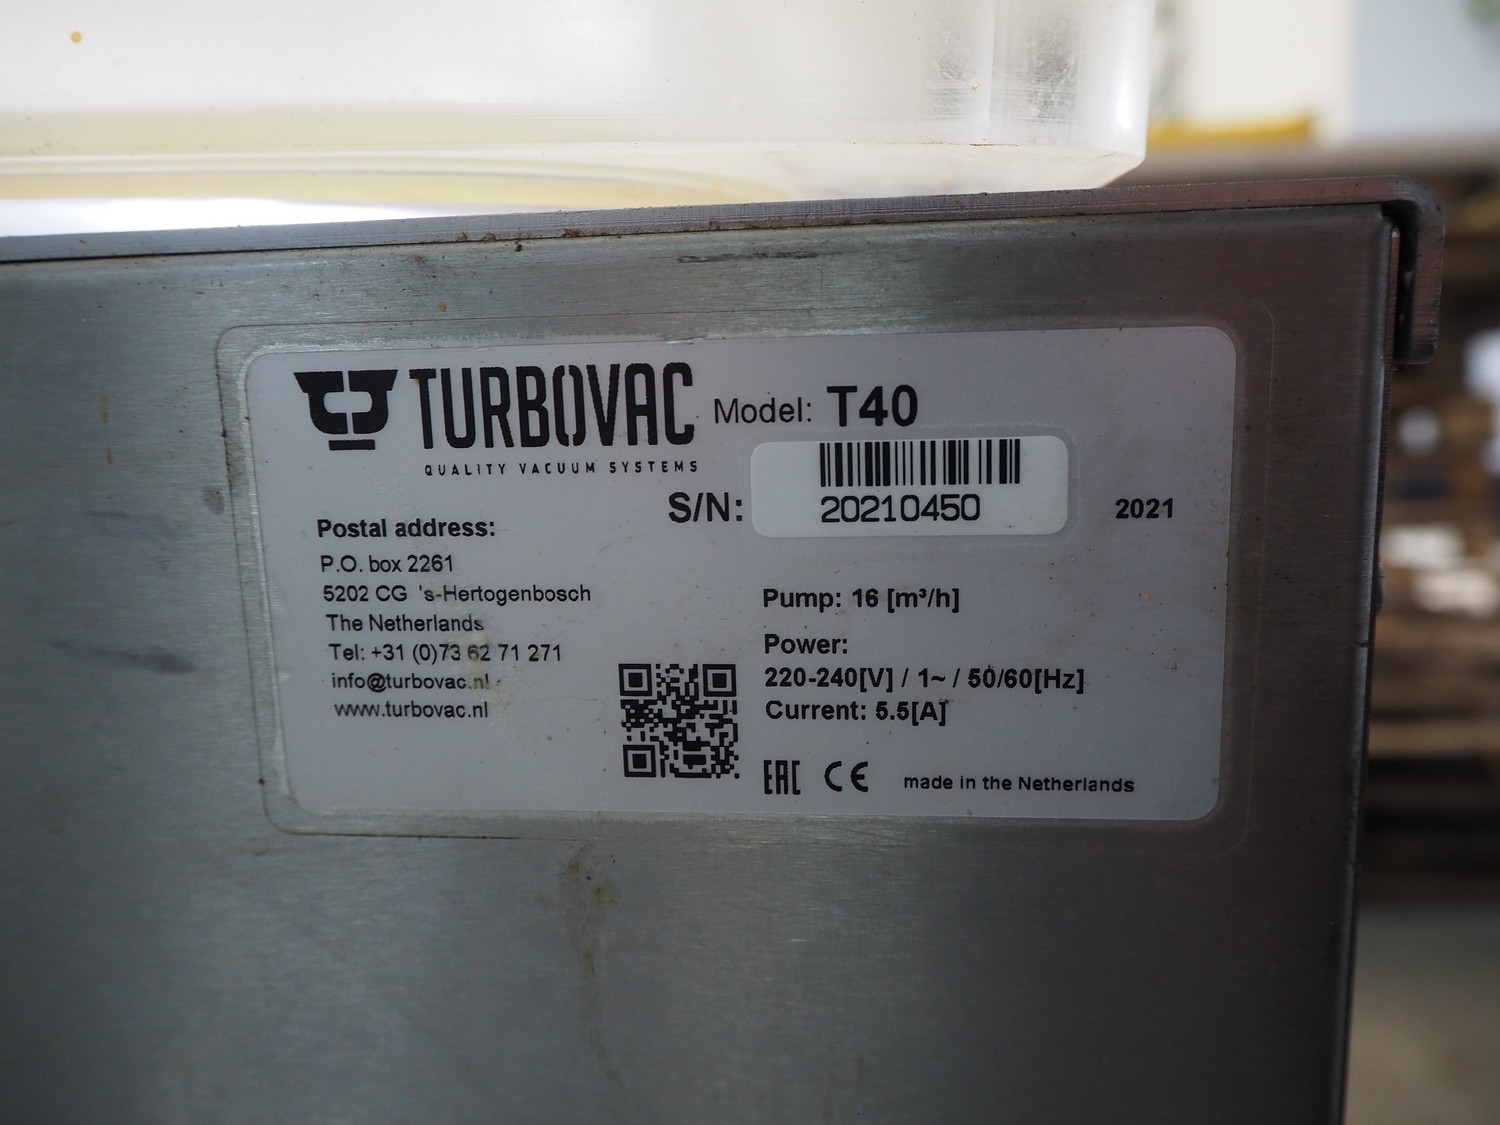 TURBOVAC
QUALITY VACUUM SYSTEMS
Model: T40
S/N: 20210450
2021
Postal address:
P.O. box 2261
5202 CG 's-Hertogenbosch
The Netherlands
Tel: +31 (0)73 62 71 271
info@turbovac.nl
www.turbovac.nl
Pump: 16 [m³/h]
Power:
220-240[V] / 1~ / 50/60[Hz]
Current: 5.5[A]
EAC CE made in the Netherlands